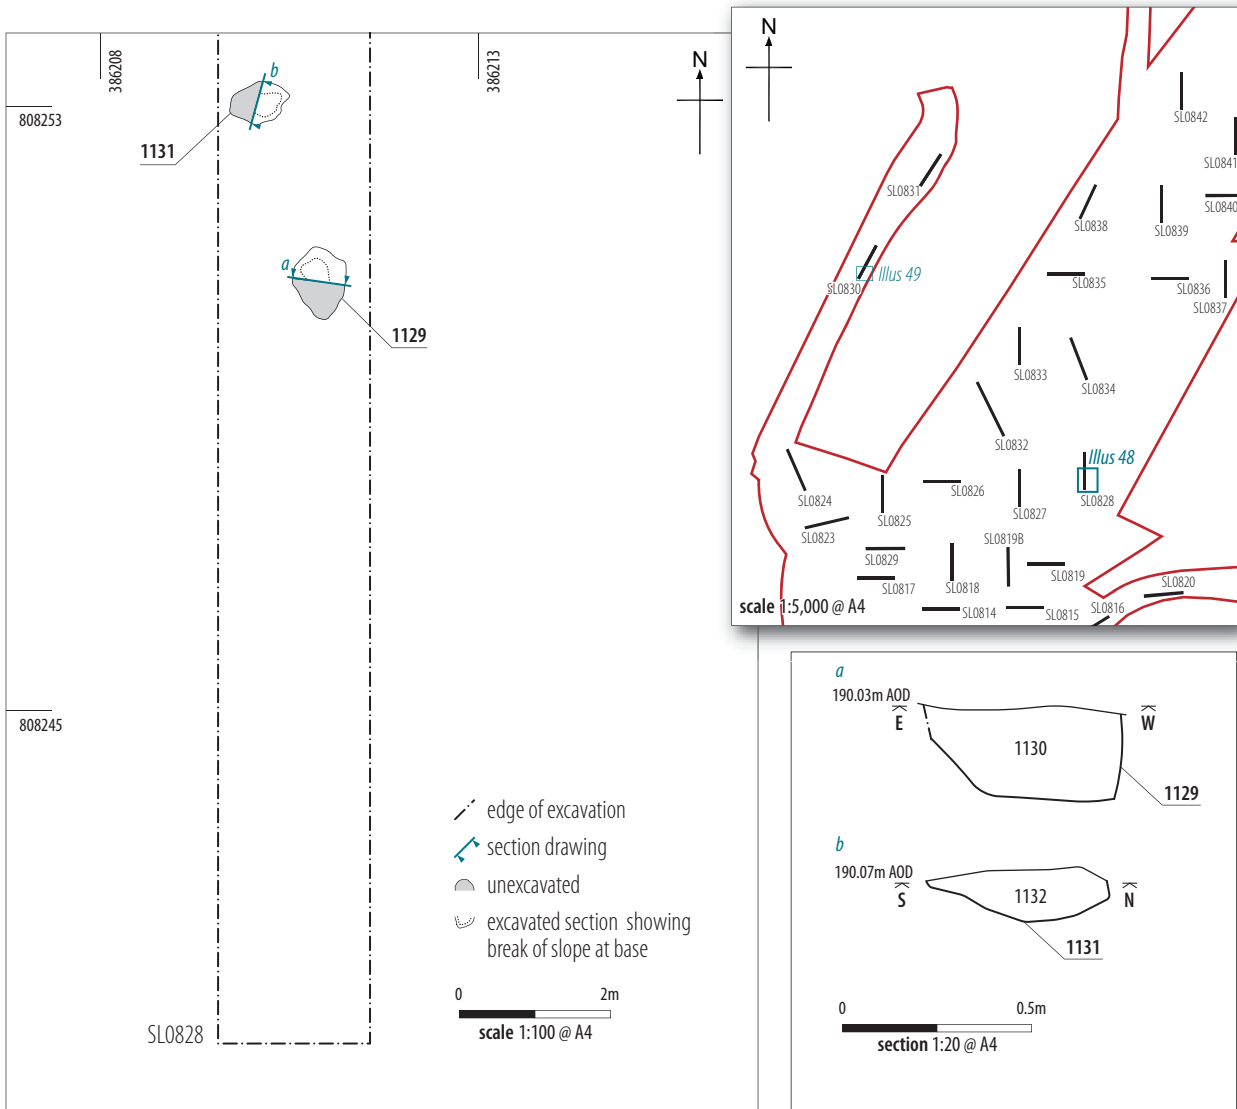 386208
386213
N
808253
b
1131
a
1129
808245
edge of excavation
section drawing
unexcavated
excavated section showing
break of slope at base
0 2m
scale 1:100 @ A4
SL0828
N
SL0842
SL0841
SL0831
SL0840
SL0838
SL0839
Illus 49
SL0830
SL0835
SL0836
SL0837
SL0833
SL0834
SL0832
Illus 48
SL0824
SL0826
SL0828
SL0825
SL0827
SL0823
SL0819B
SL0829
SL0819
SL0817
SL0818
SL0820
scale 1:5,000 @ A4
SL0814
SL0815
SL0816
a
190.03m AOD
E
W
1130
1129
b
190.07m AOD
S
1132
N
1131
0 0.5m
section 1:20 @ A4